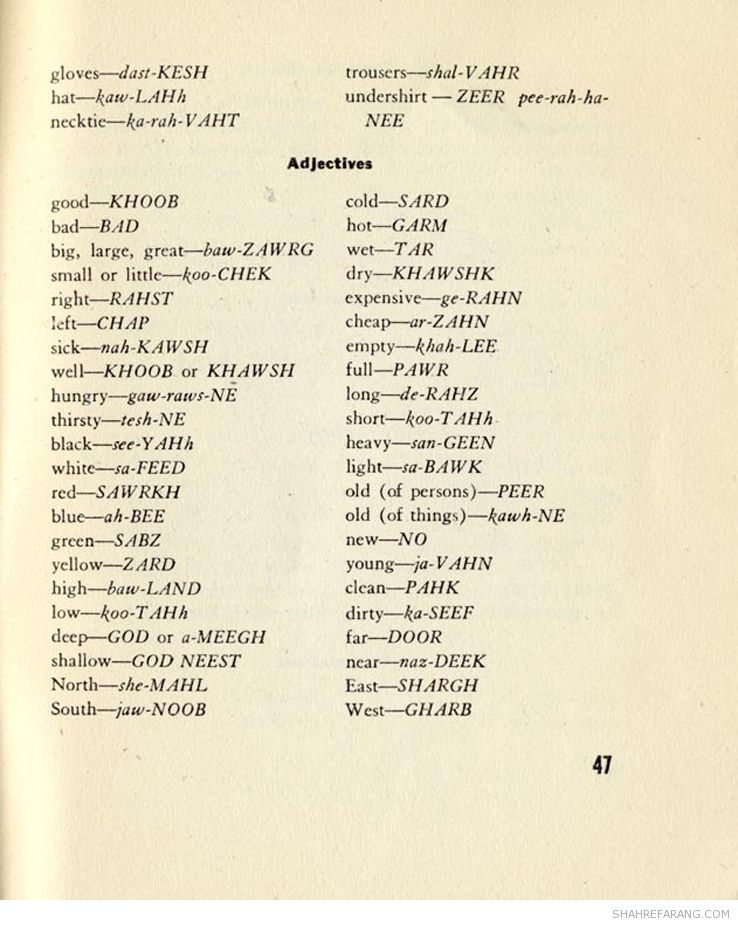 gloves—dast-KESH
hat—kaw-LAHh
necktie—ka-rah-VAHT
trousers—shal-VAHR
undershirt — ZEER pee-rah-ha-
NEE
Adjectives
good—KHOOB
bad—BAD
big, large, great—baw-ZAWRG
small or little—koo-CHEK
right—RAHST
left—CHAP
sick—nah-KAWSH
well—KHOOB or KHAWSH
hungry—gaw-raws-NE
thirsty—tesh-NE
black—see-YAHh
white—sa-FEED
red—SAWRKH
blue—ah-BEE
green—SABZ
yellow—ZARD
high—baw-LAND
low—koo-TAHh
deep—GOD or a-MEEGH
shallow—GOD NEEST
North—she-MAHL
South—jaw-NOOB
cold—SARD
hot—GARM
wet—TAR
dry—KHAWSHK
expensive—ge-RAHN
cheap—ar-ZAHN
empty—khah-LEE
full—PAWR
long—de-RAHZ
short—koo-TAHh
heavy—san-GEEN
light—sa-BAWK
old (of persons)—PEER
old (of things)—kawh-NE
new—NO
young—ja-VAHN
clean—PAHK
dirty—ka-SEEF
far—DOOR
near—naz-DEEK
East—SHARGH
West—GHARB
47
SHAHREFARANG.COM